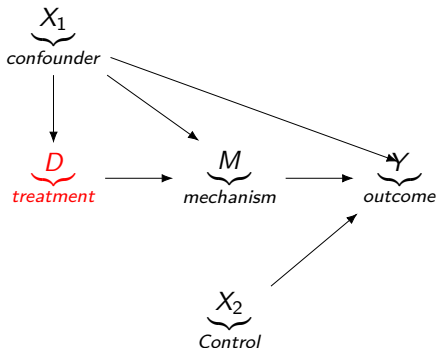 X₁
confounder
D M Y
treatment mechanism outcome
X₂
Control